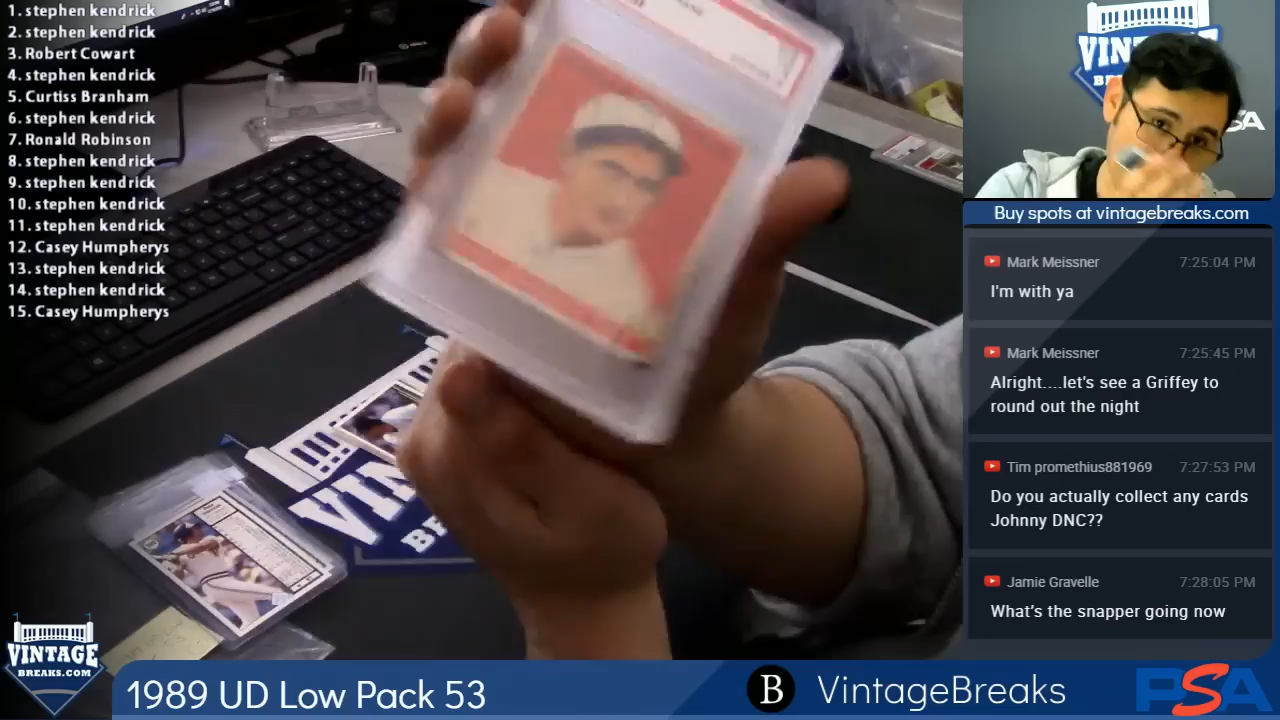 1. stephen kendrick
2. stephen kendrick
3. Robert Cowart
4. stephen kendrick
5. Curtiss Branham
6. stephen kendrick
7. Ronald Robinson
8. stephen kendrick
9. stephen kendrick
10. stephen kendrick
11. stephen kendrick
12. Casey Humpherys
13. stephen kendrick
14. stephen kendrick
15. Casey Humpherys
VIN
B
VINTAGE
BREAKS.COM
1989 UD Low Pack 53
B
VintageBreaks
PSA
VINT
BRE
SA
Buy spots at vintagebreaks.com
Mark Meissner 7:25:04 PM
I'm with ya
Mark Meissner 7:25:45 PM
Alright....let's see a Griffey to
round out the night
Tim promethius881969 7:27:53 PM
Do you actually collect any cards
Johnny DNC??
Jamie Gravelle 7:28:05 PM
What's the snapper going now